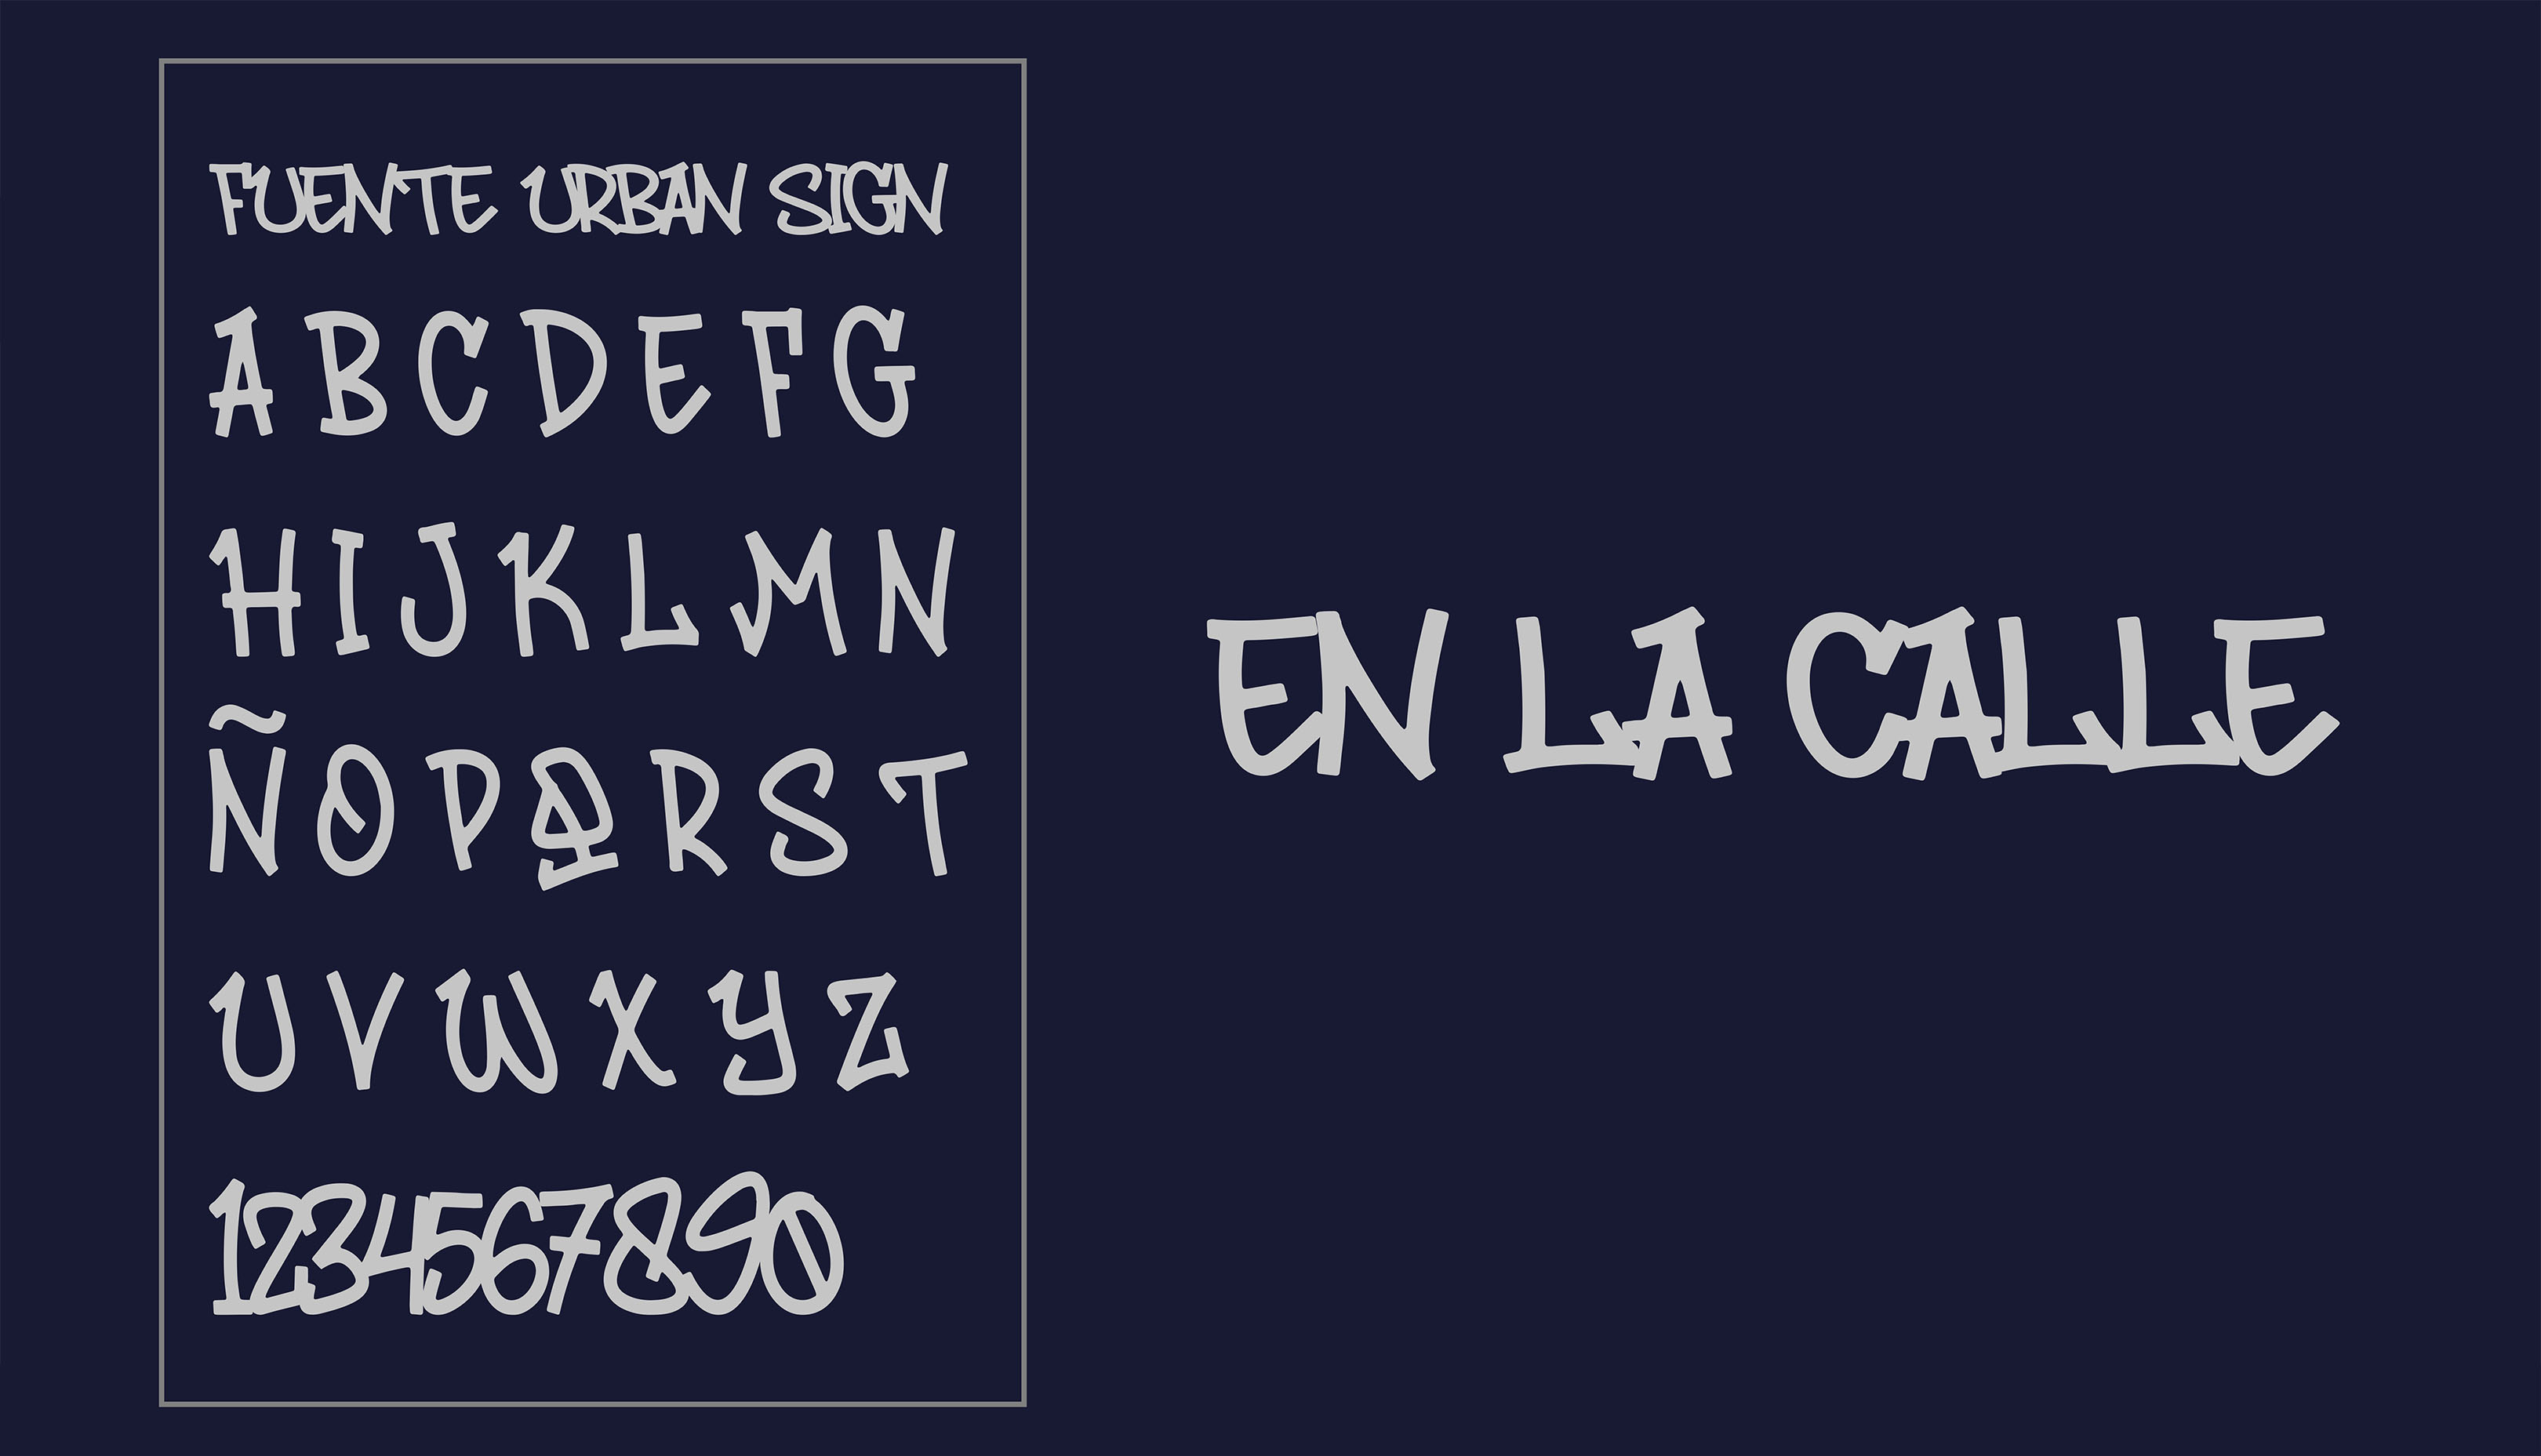 FUENTE URBAN SIGN
A B C D E F G
H I J K L M N
Ñ O P Q R S T
U V W X Y Z
1234567890
EN LA CALLE